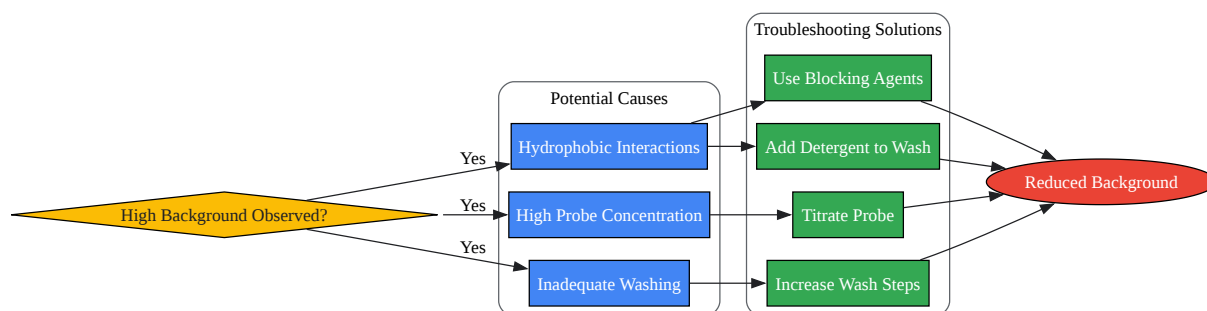 High Background Observed?
Yes
Yes
Yes
Potential Causes
Hydrophobic Interactions
High Probe Concentration
Inadequate Washing
Troubleshooting Solutions
Use Blocking Agents
Add Detergent to Wash
Titrate Probe
Increase Wash Steps
Reduced Background